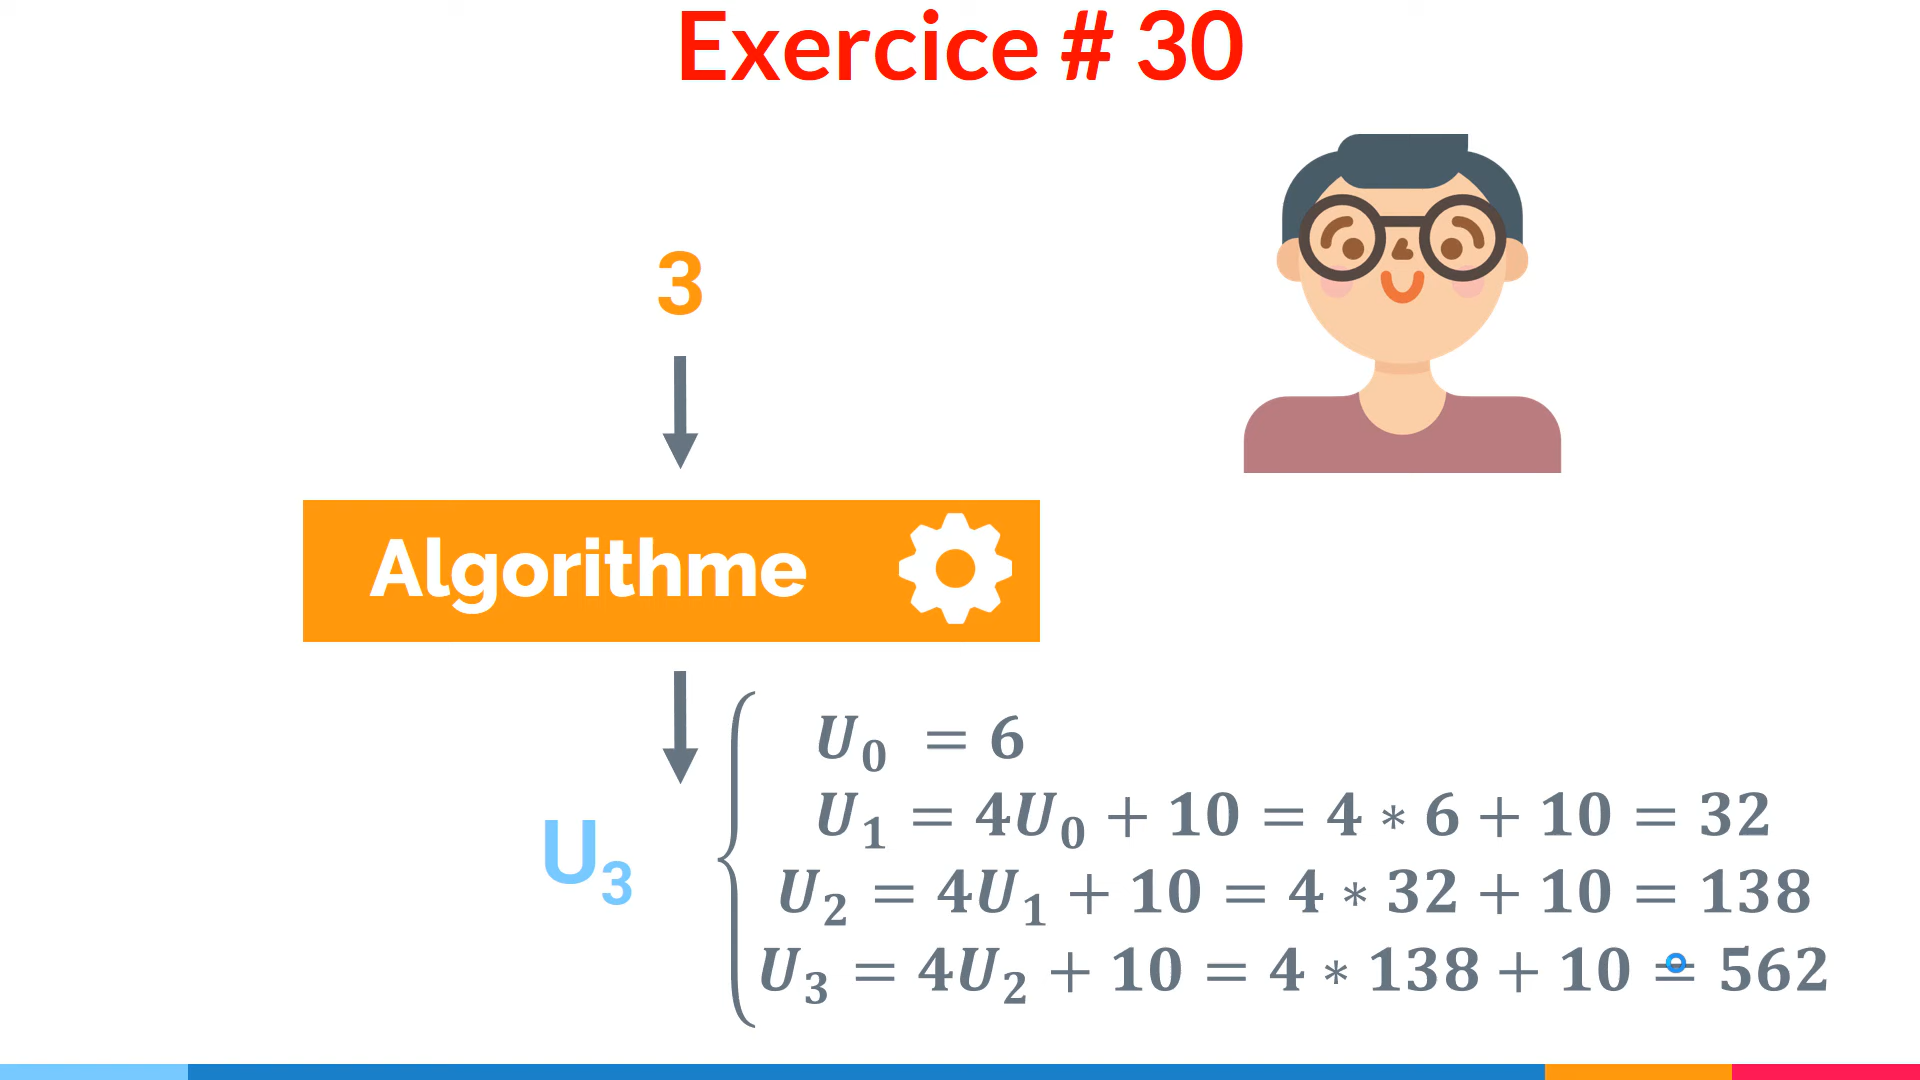 Exercice # 30
3
Algorithme
U₀ = 6
U₁ = 4U₀ + 10 = 4 * 6 + 10 = 32
U₃
U₂ = 4U₁ + 10 = 4 * 32 + 10 = 138
U₃ = 4U₂ + 10 = 4 * 138 + 10 = 562